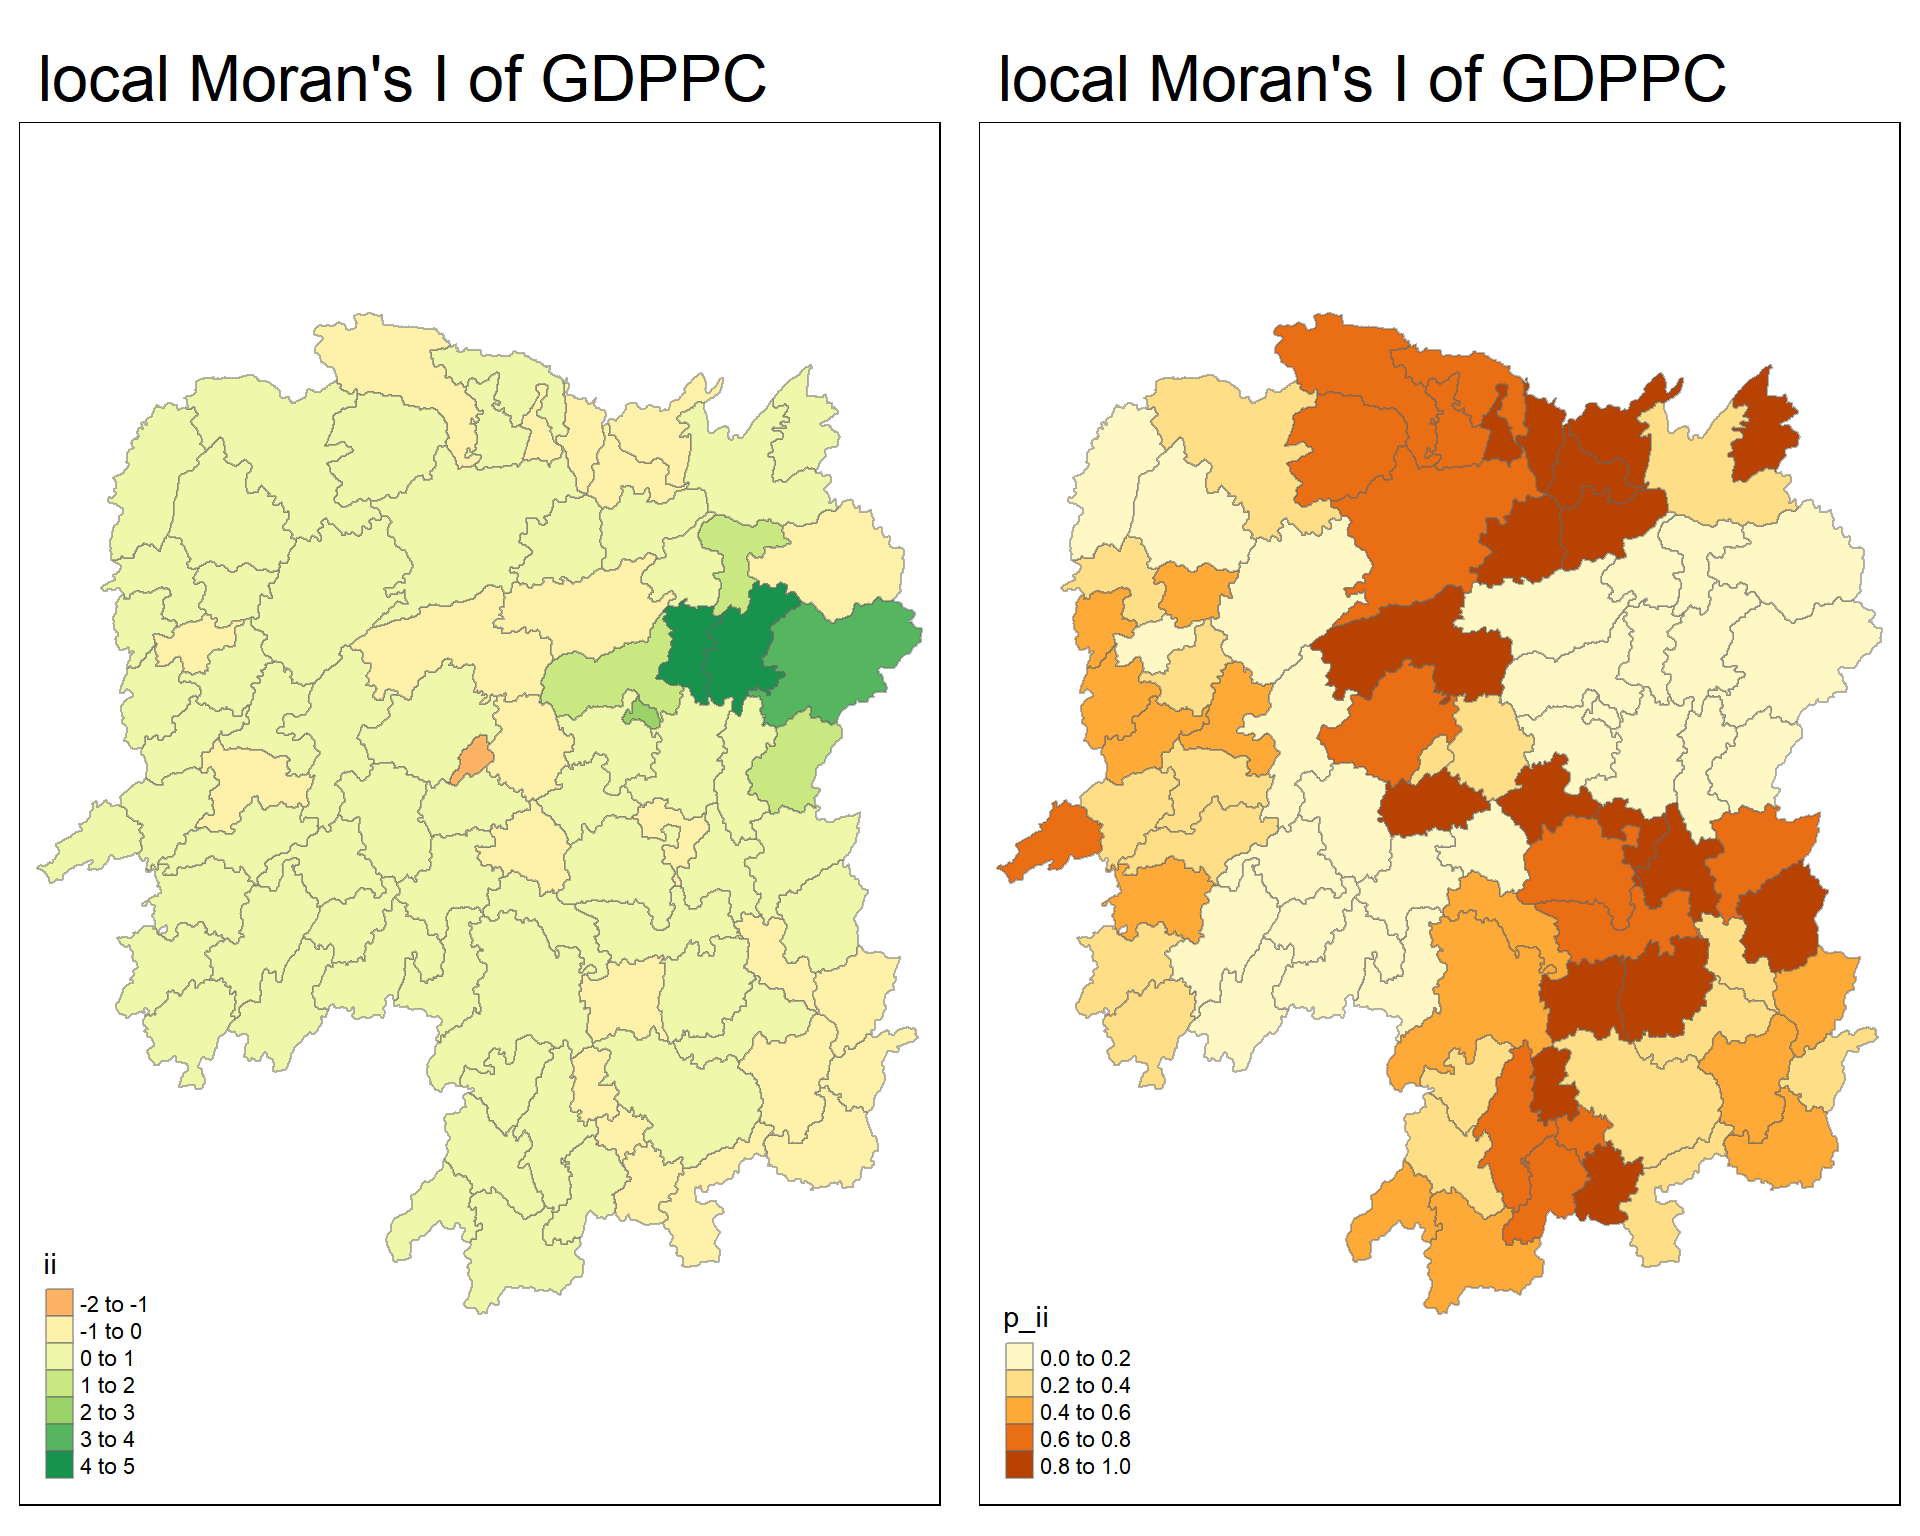 local Moran's I of GDPPC
ii
-2 to -1
-1 to 0
0 to 1
1 to 2
2 to 3
3 to 4
4 to 5
local Moran's I of GDPPC
p_ii
0.0 to 0.2
0.2 to 0.4
0.4 to 0.6
0.6 to 0.8
0.8 to 1.0